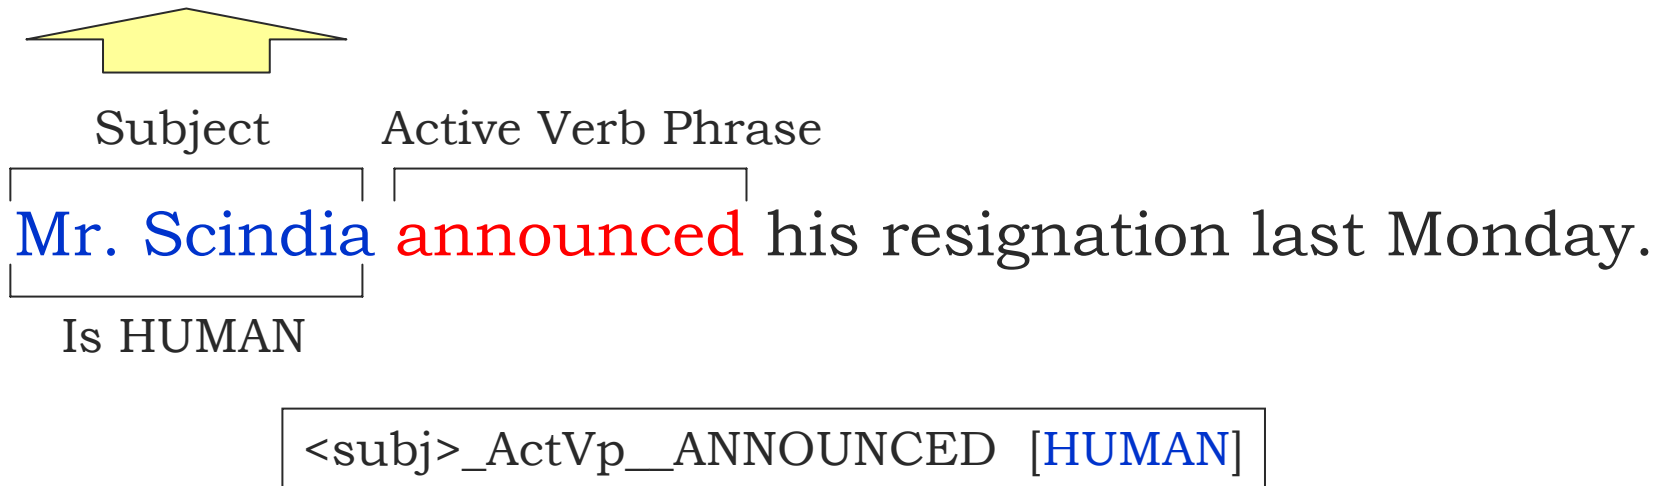 Subject Active Verb Phrase
Mr. Scindia announced his resignation last Monday.
Is HUMAN
<subj>_ActVp__ANNOUNCED [HUMAN]